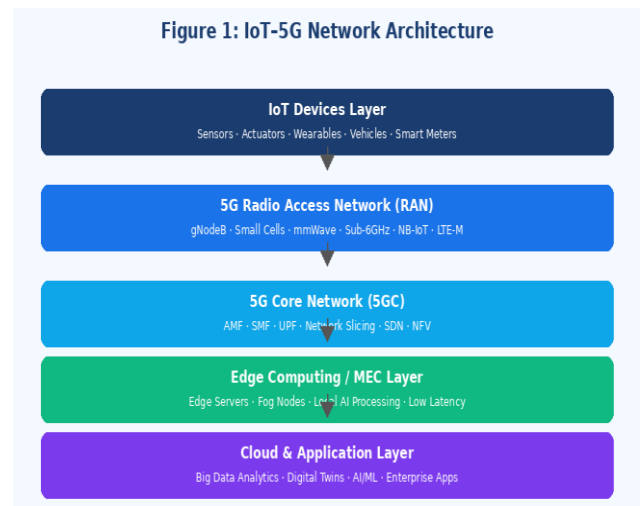 Figure 1: IoT-5G Network Architecture
IoT Devices Layer
Sensors · Actuators · Wearables · Vehicles · Smart Meters
5G Radio Access Network (RAN)
gNodeB · Small Cells · mmWave · Sub-6GHz · NB-IoT · LTE-M
5G Core Network (5GC)
AMF · SMF · UPF · Network Slicing · SDN · NFV
Edge Computing / MEC Layer
Edge Servers · Fog Nodes · Local AI Processing · Low Latency
Cloud & Application Layer
Big Data Analytics · Digital Twins · AI/ML · Enterprise Apps